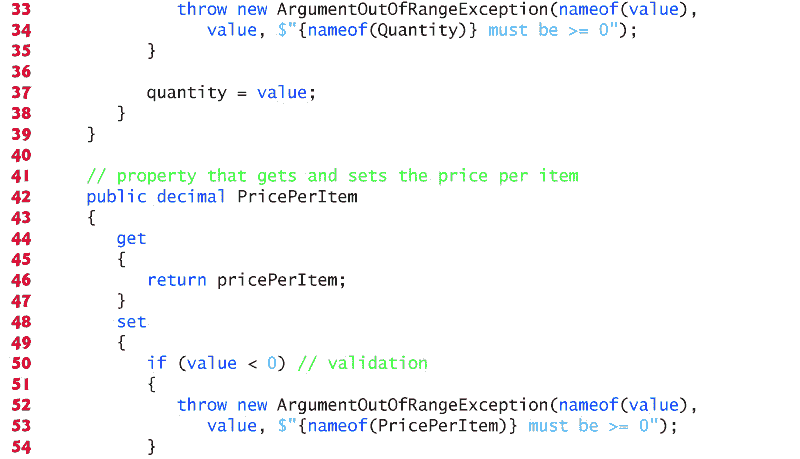 33 throw new ArgumentOutOfRangeException(nameof(value),
34 value, $"{nameof(Quantity)} must be >= 0");
35 }
36
37 quantity = value;
38 }
39 }
40
41 // property that gets and sets the price per item
42 public decimal PricePerItem
43 {
44 get
45 {
46 return pricePerItem;
47 }
48 set
49 {
50 if (value < 0) // validation
51 {
52 throw new ArgumentOutOfRangeException(nameof(value),
53 value, $"{nameof(PricePerItem)} must be >= 0");
54 }